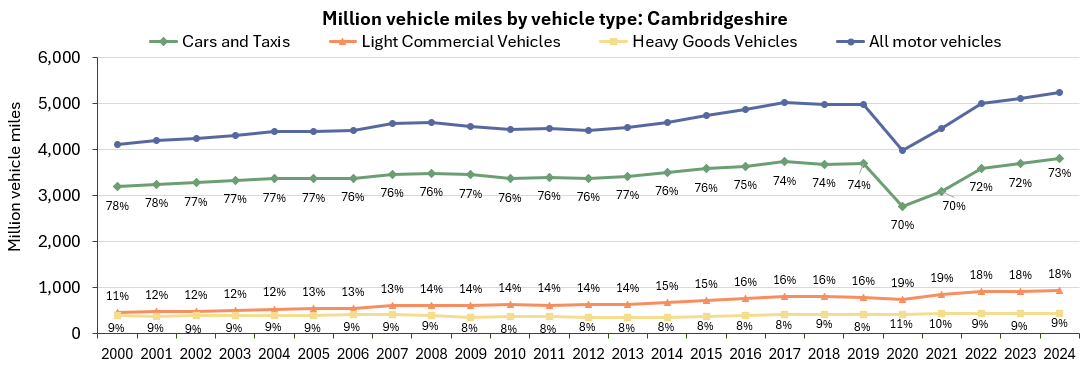 Million vehicle miles by vehicle type: Cambridgeshire
Cars and Taxis Light Commercial Vehicles Heavy Goods Vehicles All motor vehicles
Million vehicle miles
6,000
5,000
4,000
3,000
2,000
1,000
0
78% 78% 77% 77% 77% 77% 76% 76% 76% 77% 76% 76% 76% 77% 76% 76% 75% 74% 74% 74% 70% 70% 72% 72% 73%
11% 12% 12% 12% 12% 13% 13% 13% 14% 14% 14% 14% 14% 14% 15% 15% 16% 16% 16% 16% 19% 19% 18% 18% 18%
9% 9% 9% 9% 9% 9% 9% 9% 9% 8% 8% 8% 8% 8% 8% 8% 8% 8% 9% 8% 11% 10% 9% 9% 9%
2000 2001 2002 2003 2004 2005 2006 2007 2008 2009 2010 2011 2012 2013 2014 2015 2016 2017 2018 2019 2020 2021 2022 2023 2024